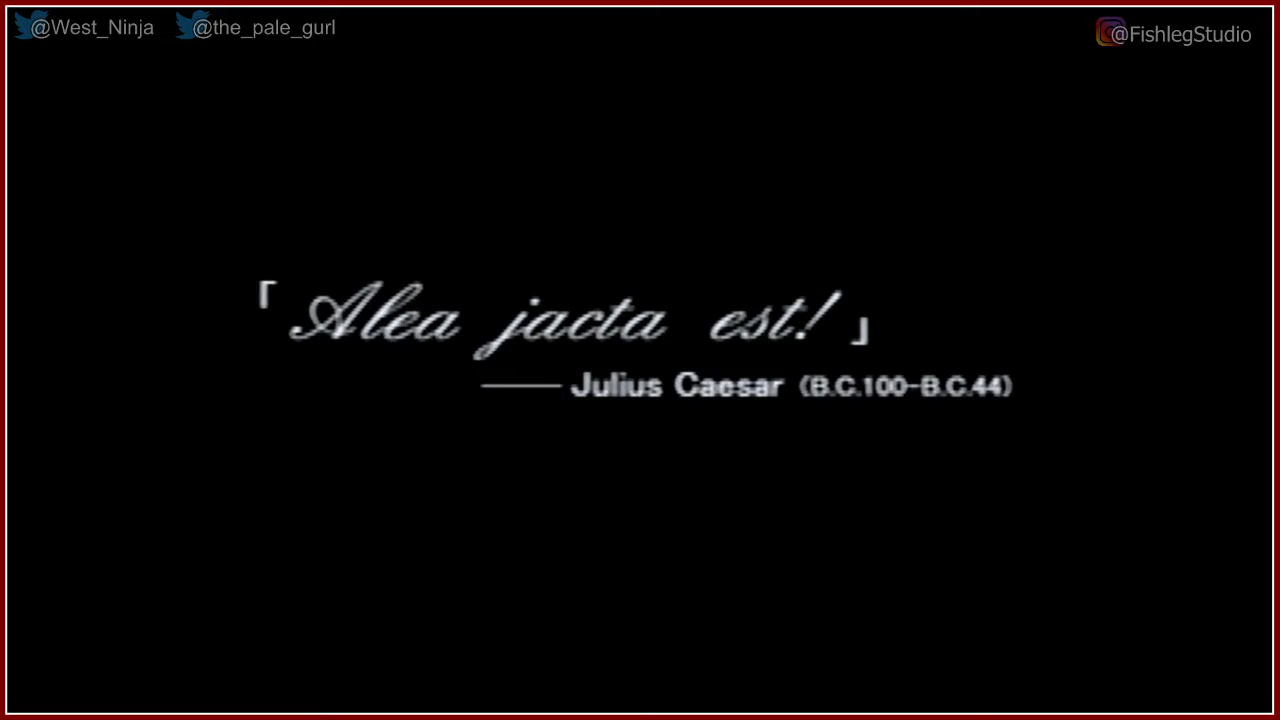 @West_Ninja @the_pale_gurl @FishlegStudio
「Alea jacta est!」
—— Julius Caesar (B.C.100-B.C.44)